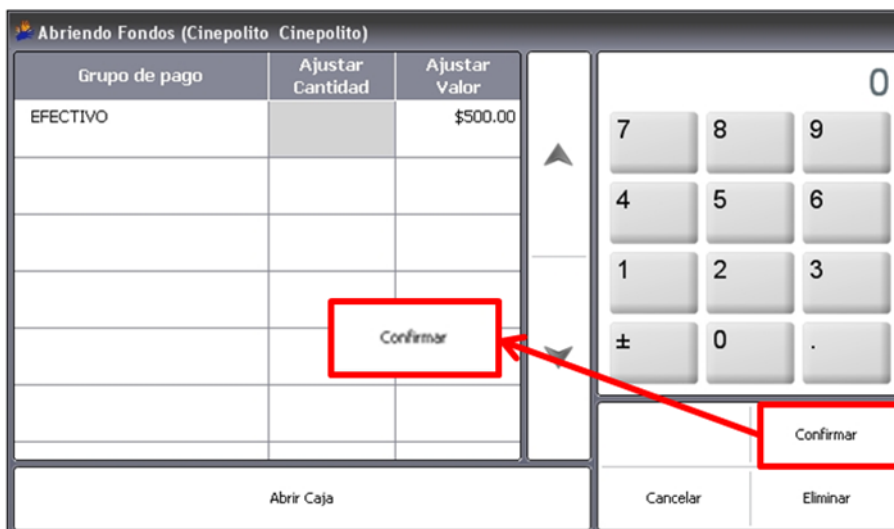 Abriendo Fondos (Cinepolito Cinepolito)
Grupo de pago
Ajustar
Cantidad
Ajustar
Valor
EFECTIVO
$500.00
Confirmar
Abrir Caja
0
7 8 9
4 5 6
1 2 3
± 0 .
Confirmar
Cancelar
Eliminar